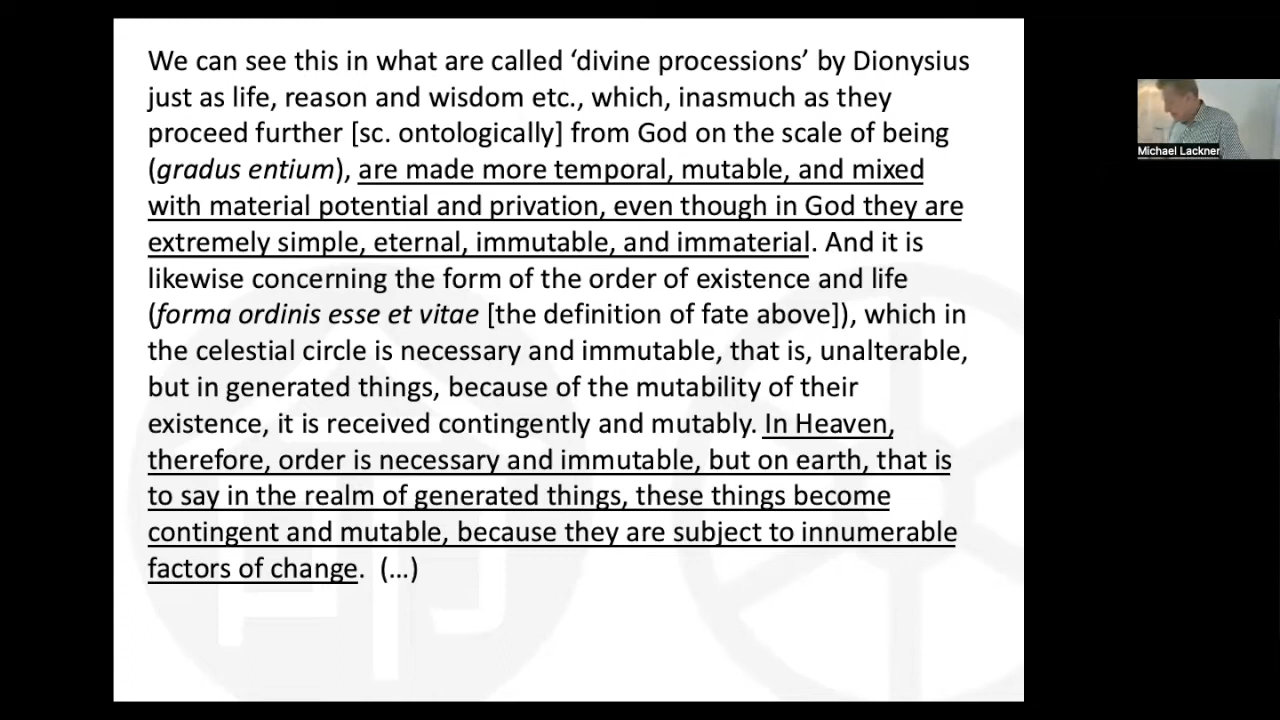 We can see this in what are called ‘divine processions’ by Dionysius
just as life, reason and wisdom etc., which, inasmuch as they
proceed further [sc. ontologically] from God on the scale of being
(gradus entium), are made more temporal, mutable, and mixed
with material potential and privation, even though in God they are
extremely simple, eternal, immutable, and immaterial. And it is
likewise concerning the form of the order of existence and life
(forma ordinis esse et vitae [the definition of fate above]), which in
the celestial circle is necessary and immutable, that is, unalterable,
but in generated things, because of the mutability of their
existence, it is received contingently and mutably. In Heaven,
therefore, order is necessary and immutable, but on earth, that is
to say in the realm of generated things, these things become
contingent and mutable, because they are subject to innumerable
factors of change. (…)
Michael Lackner